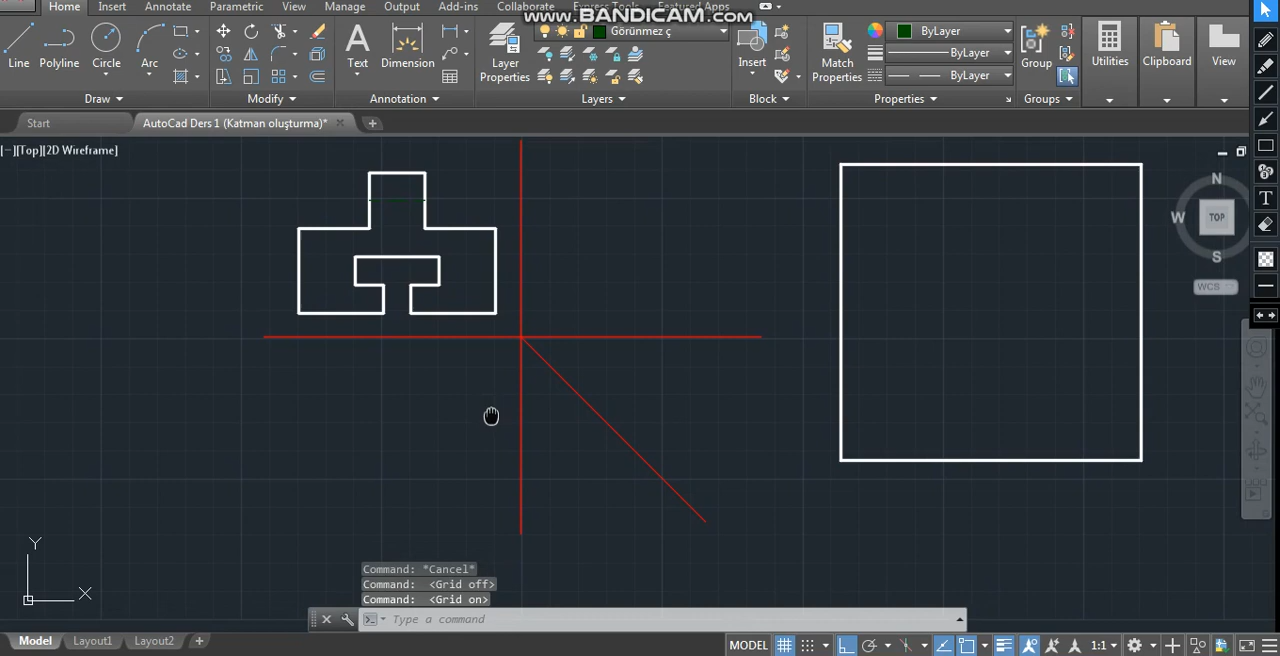 Home Insert Annotate Parametric View Manage Output Add-ins Collaborate Express Tools Featured Apps
www.BANDICAM.com
Görünmez ç
ByLayer
ByLayer
ByLayer
Line Polyline Circle Arc Text Dimension Layer Properties Insert Match Properties Group Utilities Clipboard View
Draw Modify Annotation Layers Block Properties Groups
Start AutoCad Ders 1 (Katman oluşturma)*
[−][Top][2D Wireframe]
N
W TOP
S
WCS
Y
X
Command: *Cancel*
Command: <Grid off>
Command: <Grid on>
Type a command
Model Layout1 Layout2 + MODEL 1:1